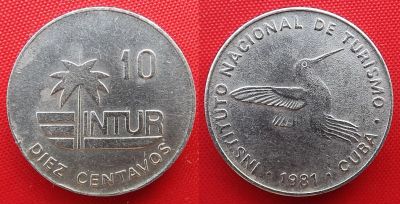 10
INTUR
DIEZ CENTAVOS
INSTITUTO NACIONAL DE TURISMO
· 1981 · CUBA ·